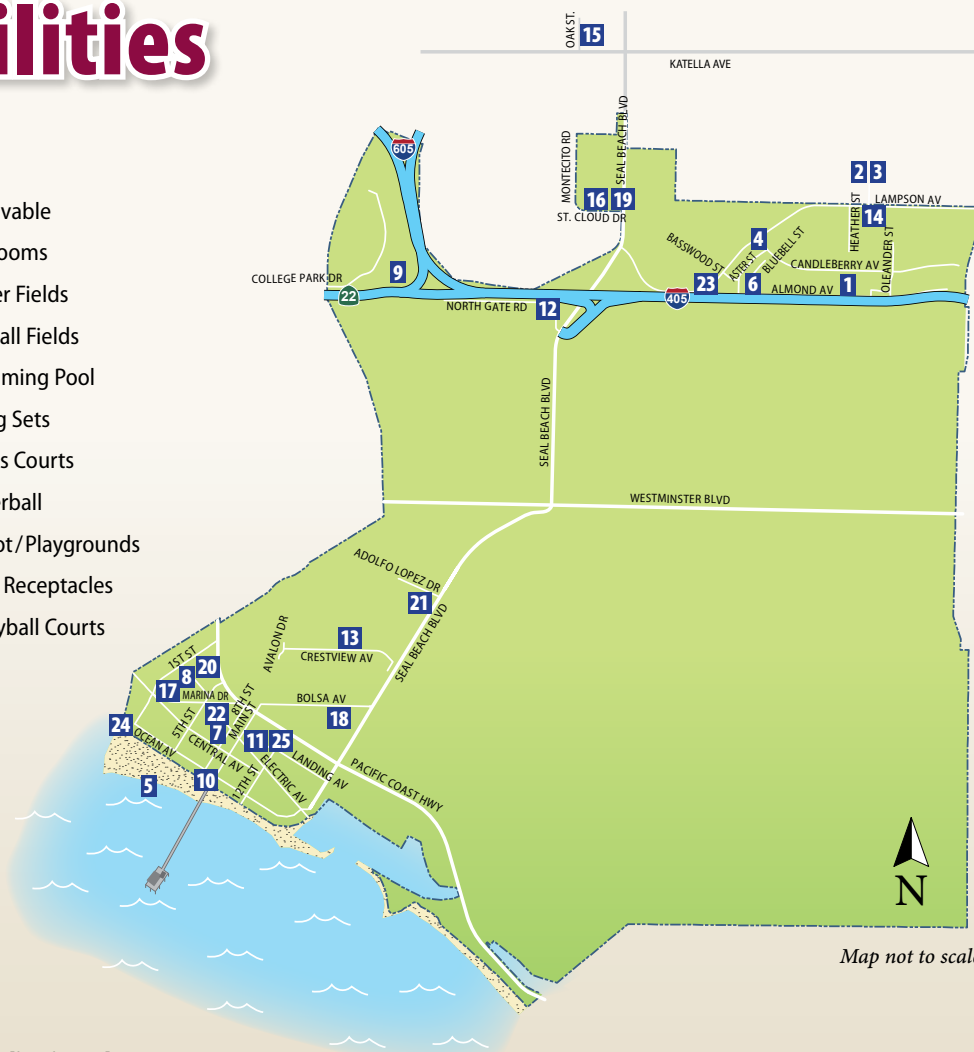 ilities
vable
ooms
er Fields
all Fields
ming Pool
g Sets
s Courts
erball
ot / Playgrounds
Receptacles
yball Courts
OAK ST.
15
KATELLA AVE
SEAL BEACH BLVD
MONTECITO RD
605
2 3
16 19
ST. CLOUD DR
HEATHER ST
LAMPSON AV
14
BASSWOOD ST
4
ASTER ST
BLUEBELL ST
CANDLEBERRY AV
OLEANDER ST
COLLEGE PARK DR
9
22
23
6
ALMOND AV
1
405
NORTH GATE RD
12
SEAL BEACH BLVD
WESTMINSTER BLVD
ADOLFO LOPEZ DR
21
SEAL BEACH BLVD
AVALON DR
13
CRESTVIEW AV
1ST ST
20
8
17
MARINA DR
BOLSA AV
18
8TH ST
MAIN ST
22
7
5TH ST
24
OCEAN AV
CENTRAL AV
11 25
ELECTRIC AV
LANDING AV
12TH ST
PACIFIC COAST HWY
10
5
N
Map not to scale